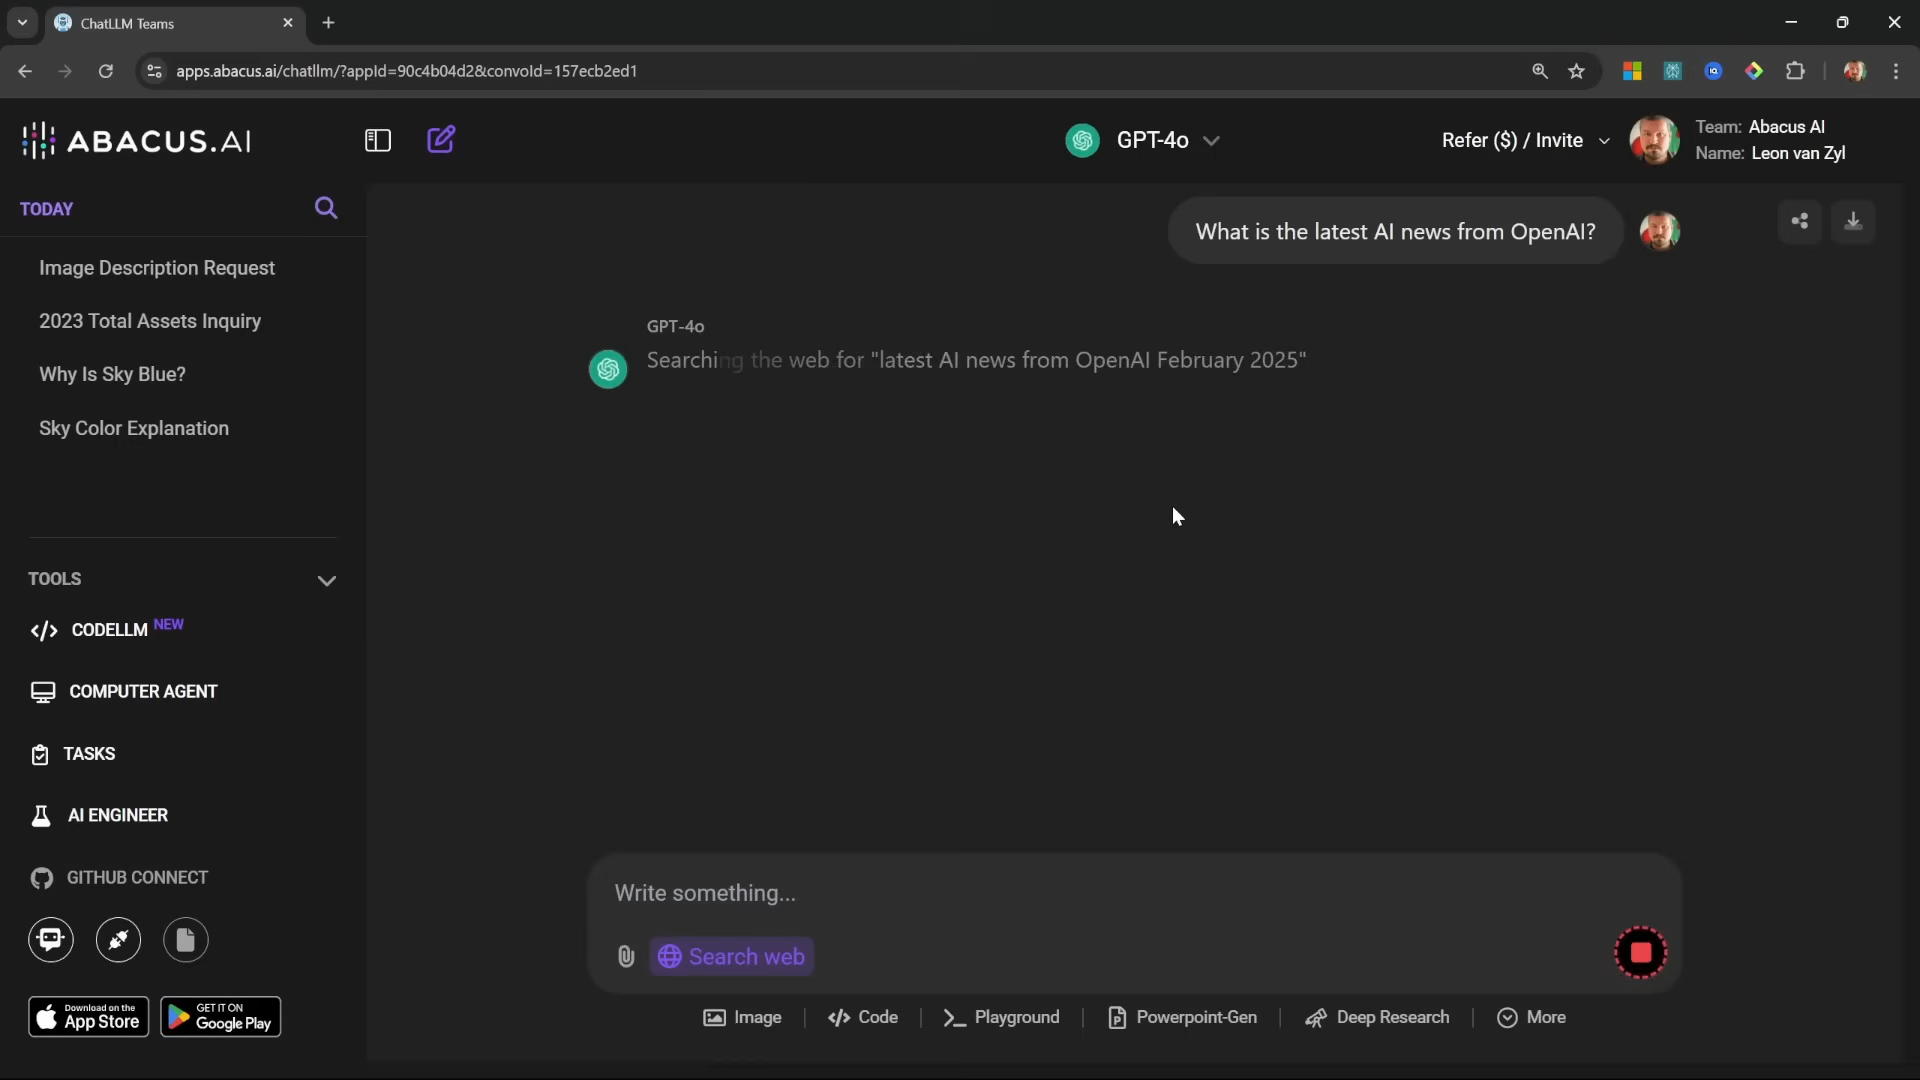 ChatLLM Teams
apps.abacus.ai/chatllm/?appId=90c4b04d2&convoId=157ecb2ed1
ABACUS.AI
GPT-4o
Refer ($) / Invite
Team: Abacus AI
Name: Leon van Zyl
TODAY
Image Description Request
2023 Total Assets Inquiry
Why Is Sky Blue?
Sky Color Explanation
What is the latest AI news from OpenAI?
GPT-4o
Searching the web for "latest AI news from OpenAI February 2025"
TOOLS
CODELLM NEW
COMPUTER AGENT
TASKS
AI ENGINEER
GITHUB CONNECT
Download on the
App Store
GET IT ON
Google Play
Write something...
Search web
Image
Code
Playground
Powerpoint-Gen
Deep Research
More